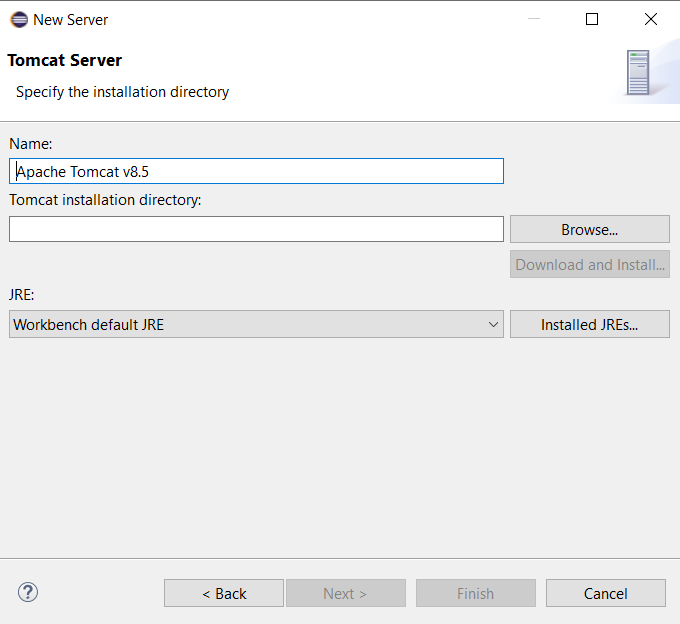 New Server
Tomcat Server
Specify the installation directory
Name:
Apache Tomcat v8.5
Tomcat installation directory:
Browse...
Download and Install...
JRE:
Workbench default JRE
Installed JREs...
?
< Back
Next >
Finish
Cancel